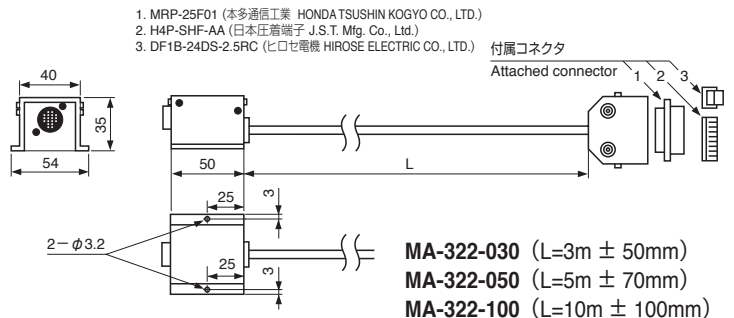 1. MRP-25F01 (本多通信工業 HONDA TSUSHIN KOGYO CO., LTD.)
2. H4P-SHF-AA (日本圧着端子 J.S.T. Mfg. Co., Ltd.)
3. DF1B-24DS-2.5RC (ヒロセ電機 HIROSE ELECTRIC CO., LTD.)
付属コネクタ
Attached connector
1 2 3
40
35
54
50
L
25
3
2－φ3.2
25
3
MA-322-030 (L=3m ± 50mm)
MA-322-050 (L=5m ± 70mm)
MA-322-100 (L=10m ± 100mm)